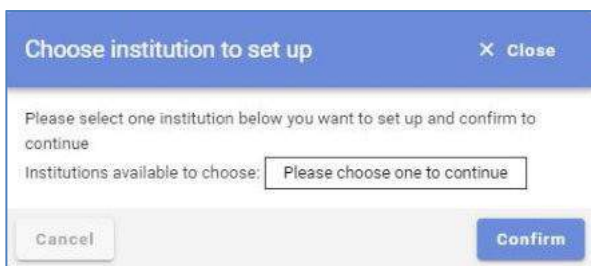 Choose institution to set up
× Close
Please select one institution below you want to set up and confirm to
continue
Institutions available to choose: Please choose one to continue
Cancel
Confirm